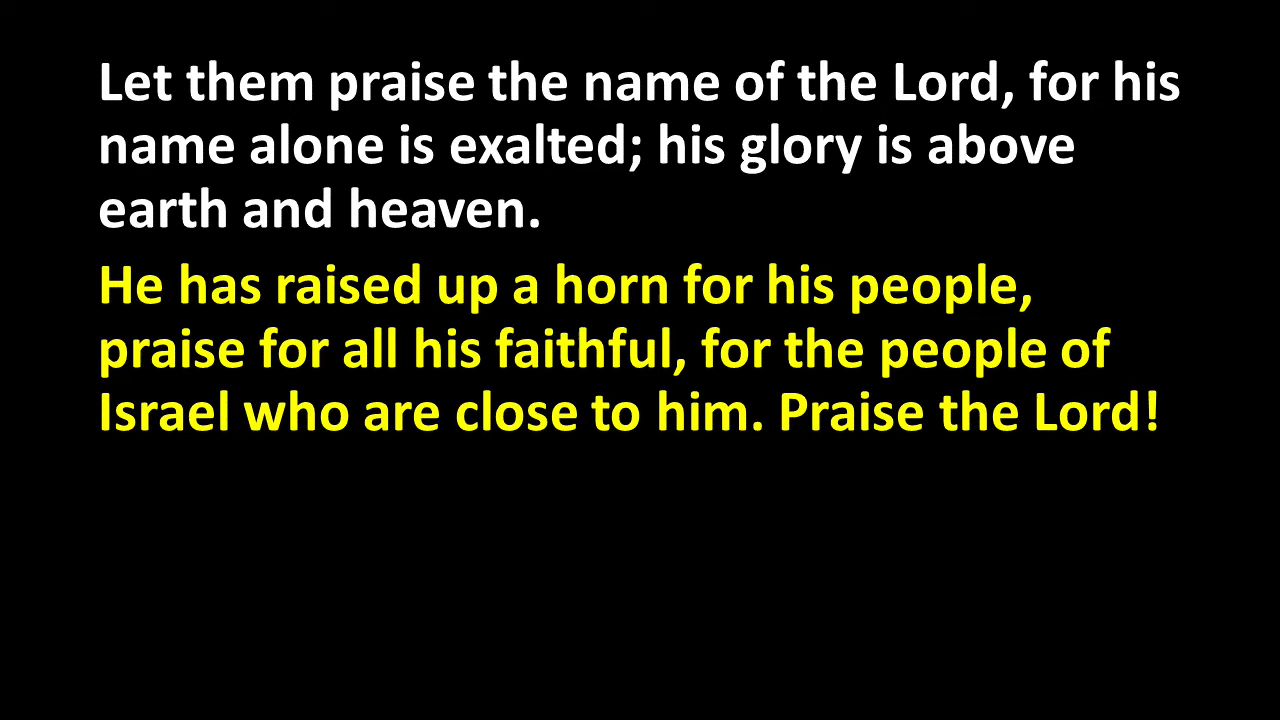 Let them praise the name of the Lord, for his
name alone is exalted; his glory is above
earth and heaven.
He has raised up a horn for his people,
praise for all his faithful, for the people of
Israel who are close to him. Praise the Lord!